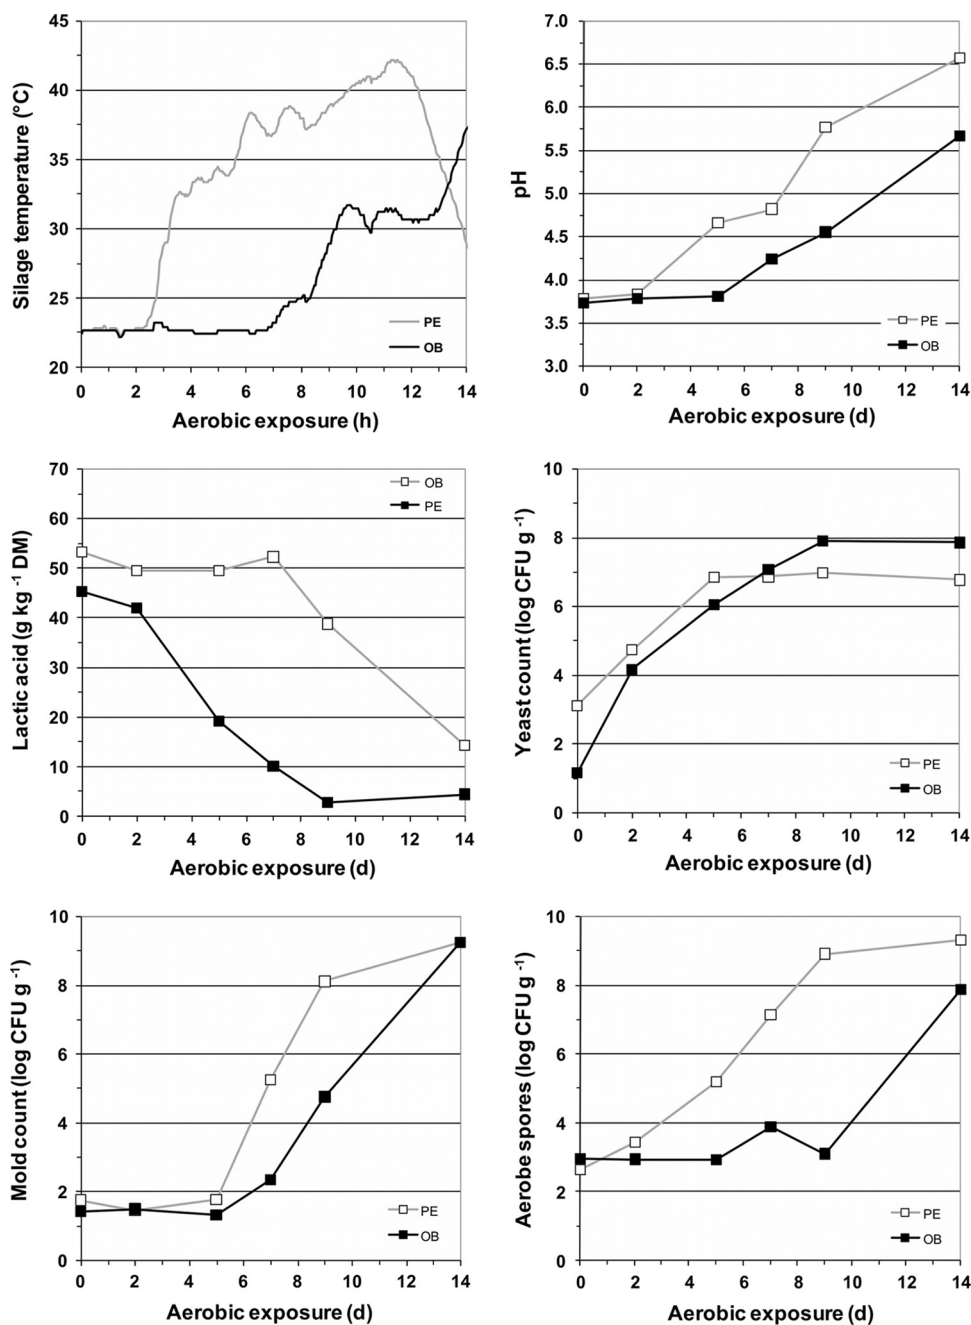 45
40
35
30
25
20
Silage temperature (°C)
PE
OB
0 2 4 6 8 10 12 14
Aerobic exposure (h)
7.0
6.5
6.0
5.5
5.0
4.5
4.0
3.5
3.0
pH
PE
OB
0 2 4 6 8 10 12 14
Aerobic exposure (d)
70
60
50
40
30
20
10
0
Lactic acid (g kg -1 DM)
OB
PE
0 2 4 6 8 10 12 14
Aerobic exposure (d)
10
8
6
4
2
0
Yeast count (log CFU g -1)
PE
OB
0 2 4 6 8 10 12 14
Aerobic exposure (d)
10
8
6
4
2
0
Mold count (log CFU g -1)
PE
OB
0 2 4 6 8 10 12 14
Aerobic exposure (d)
10
8
6
4
2
0
Aerobe spores (log CFU g -1)
PE
OB
0 2 4 6 8 10 12 14
Aerobic exposure (d)